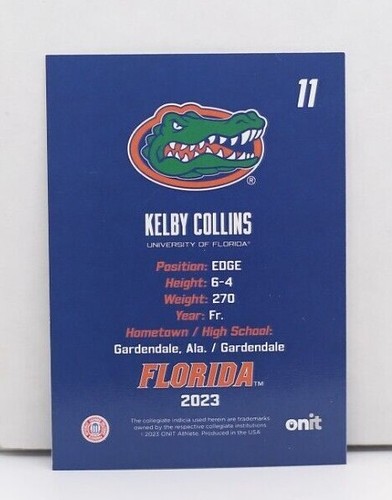 11
KELBY COLLINS
UNIVERSITY OF FLORIDA®
Position: EDGE
Height: 6-4
Weight: 270
Year: Fr.
Hometown / High School:
Gardendale, Ala. / Gardendale
FLORIDA™
2023
The collegiate indicia used herein are trademarks
owned by the respective collegiate institutions.
©2023 ONIT Athlete. Produced in the USA
onit